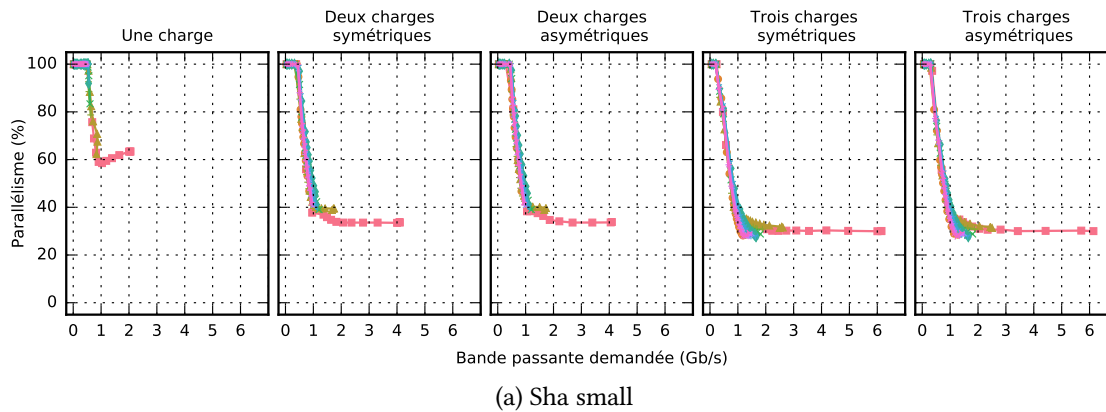 Une charge
Deux charges
symétriques
Deux charges
asymétriques
Trois charges
symétriques
Trois charges
asymétriques
Parallélisme (%)
100
80
60
40
20
0
0 1 2 3 4 5 6
0 1 2 3 4 5 6
0 1 2 3 4 5 6
0 1 2 3 4 5 6
0 1 2 3 4 5 6
Bande passante demandée (Gb/s)
(a) Sha small